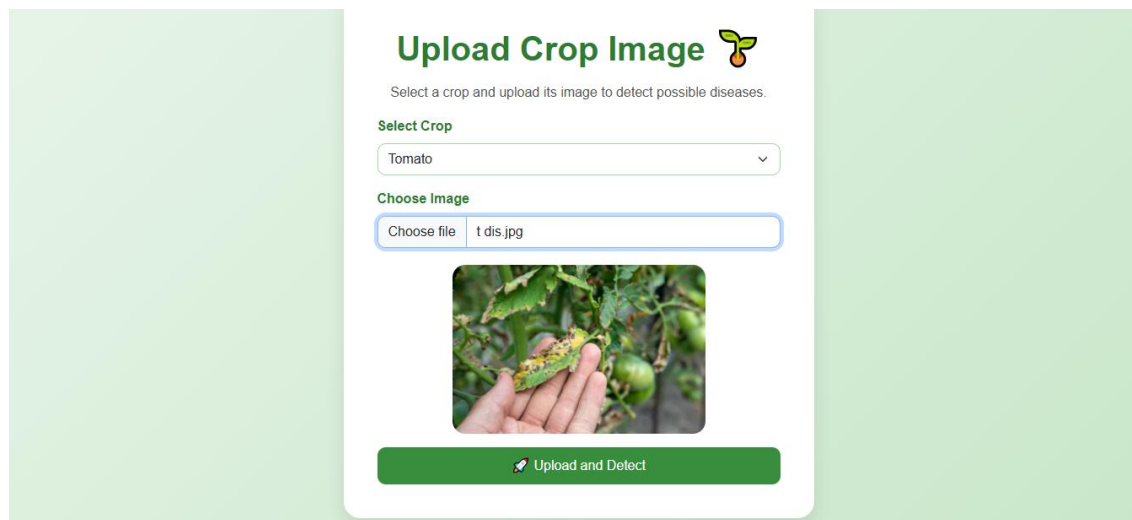 Upload Crop Image 🌱
Select a crop and upload its image to detect possible diseases.
Select Crop
Tomato
Choose Image
Choose file t dis.jpg
🚀 Upload and Detect